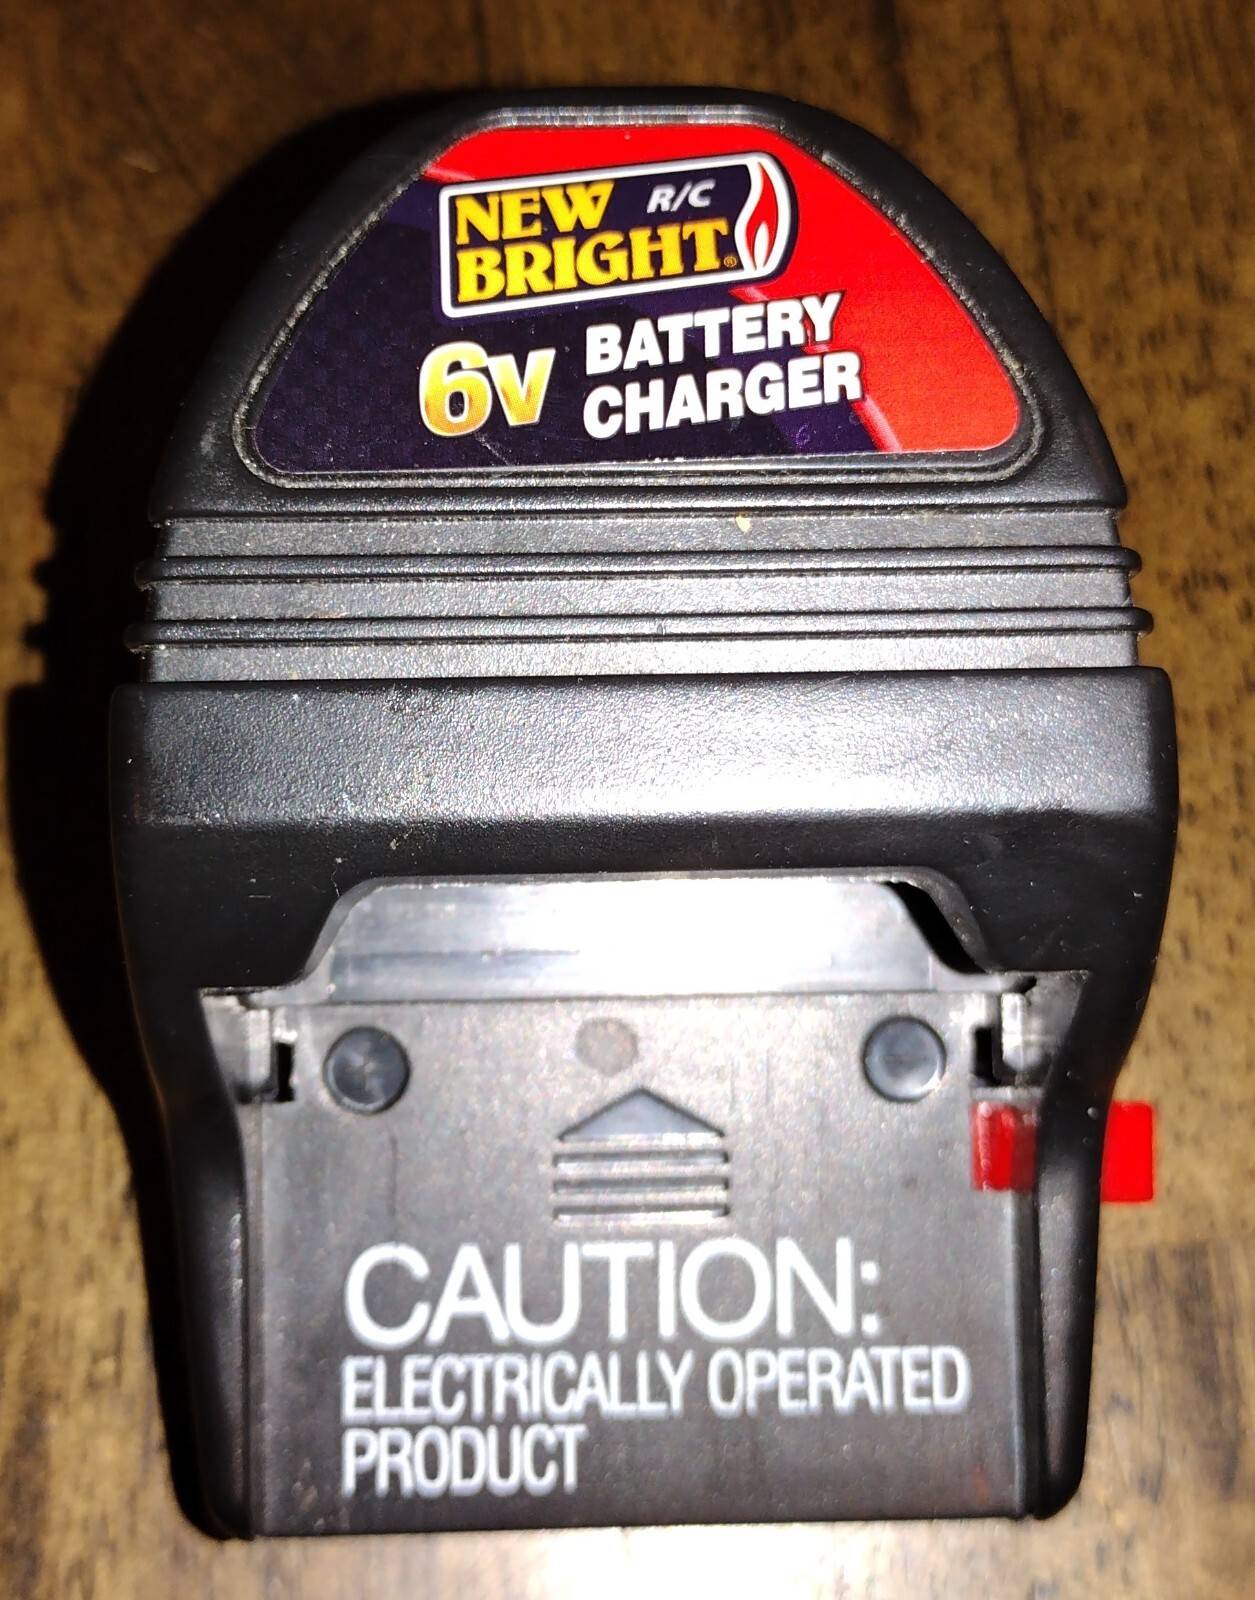 NEW R/C
BRIGHT®
6V BATTERY
CHARGER
CAUTION:
ELECTRICALLY OPERATED
PRODUCT